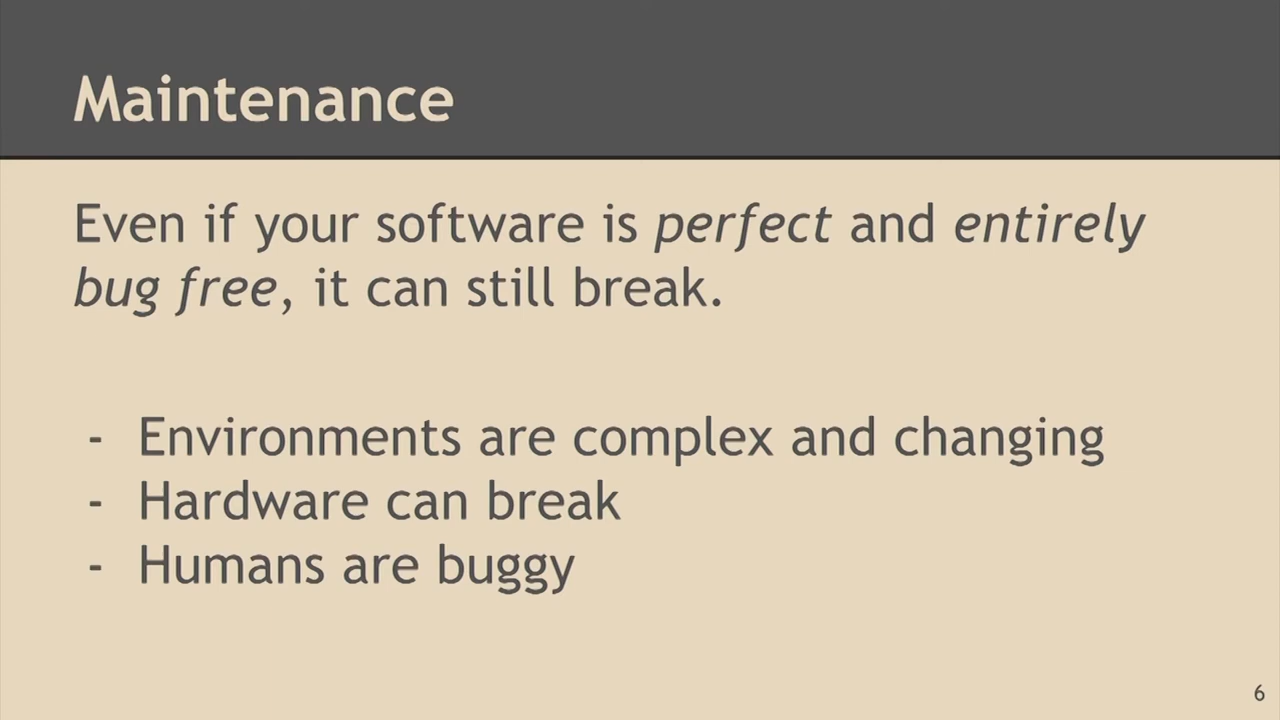 Maintenance
Even if your software is perfect and entirely
bug free, it can still break.
- Environments are complex and changing
- Hardware can break
- Humans are buggy
6